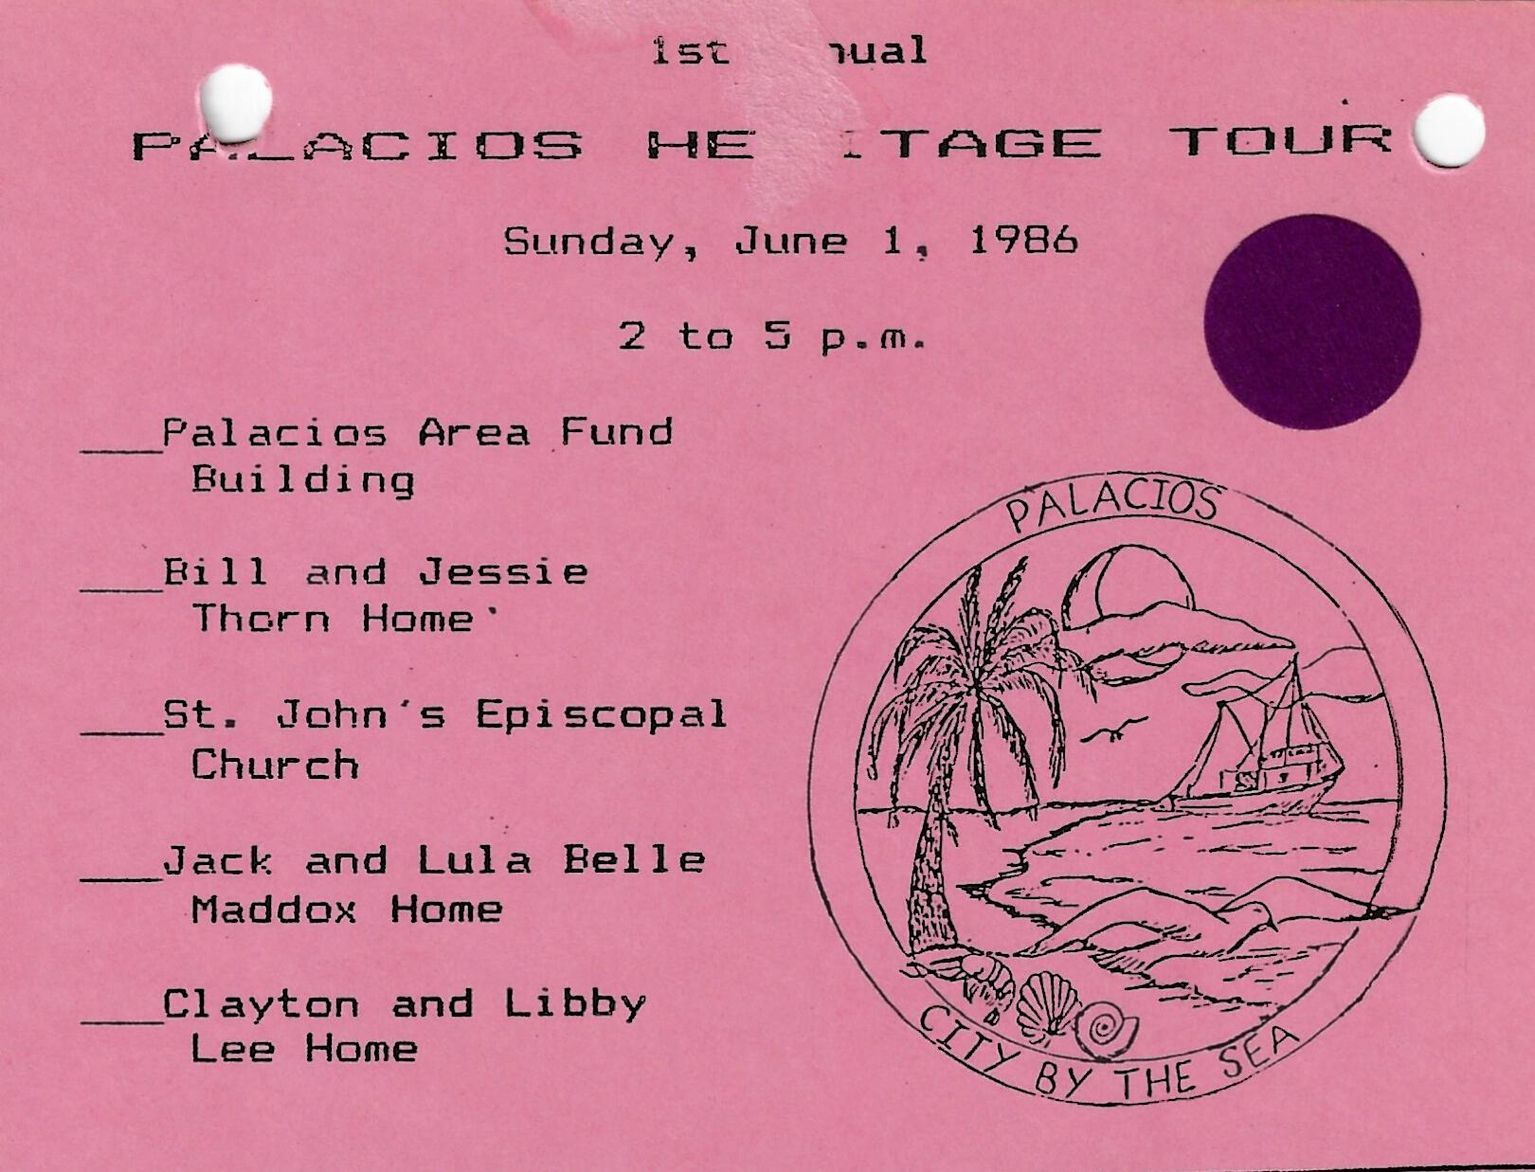 1st nual
PALACIOS HE ITAGE TOUR
Sunday, June 1, 1986
2 to 5 p.m.
___Palacios Area Fund
Building
___Bill and Jessie
Thorn Home
___St. John's Episcopal
Church
___Jack and Lula Belle
Maddox Home
___Clayton and Libby
Lee Home
PALACIOS
CITY BY THE SEA